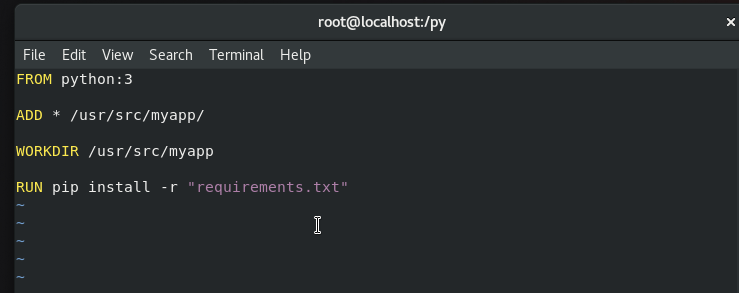 root@localhost:/py
×
File Edit View Search Terminal Help
FROM python:3
ADD * /usr/src/myapp/
WORKDIR /usr/src/myapp
RUN pip install -r "requirements.txt"
~
~
~
~
~